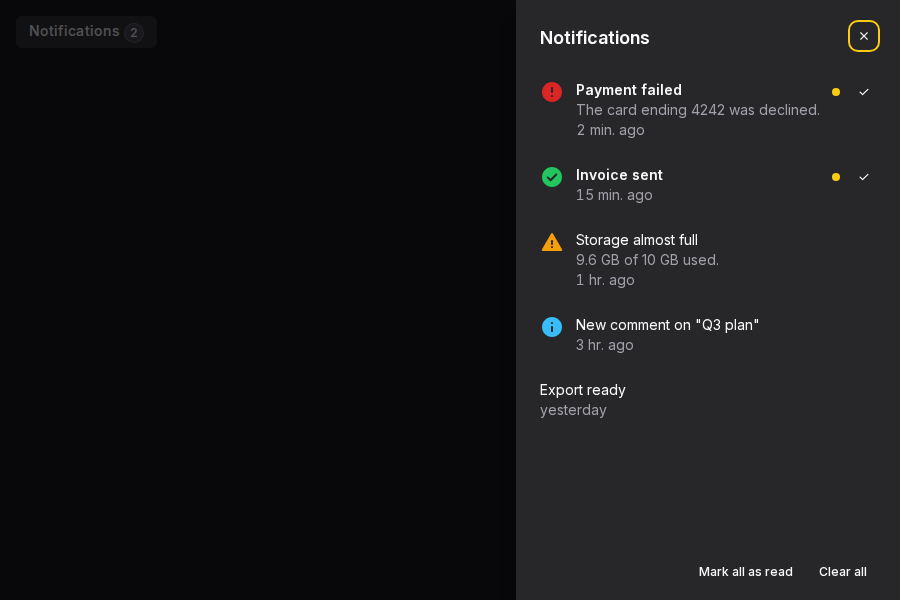 Notifications 2
Notifications
Payment failed
The card ending 4242 was declined.
2 min. ago
Invoice sent
15 min. ago
Storage almost full
9.6 GB of 10 GB used.
1 hr. ago
New comment on "Q3 plan"
3 hr. ago
Export ready
yesterday
Mark all as read
Clear all